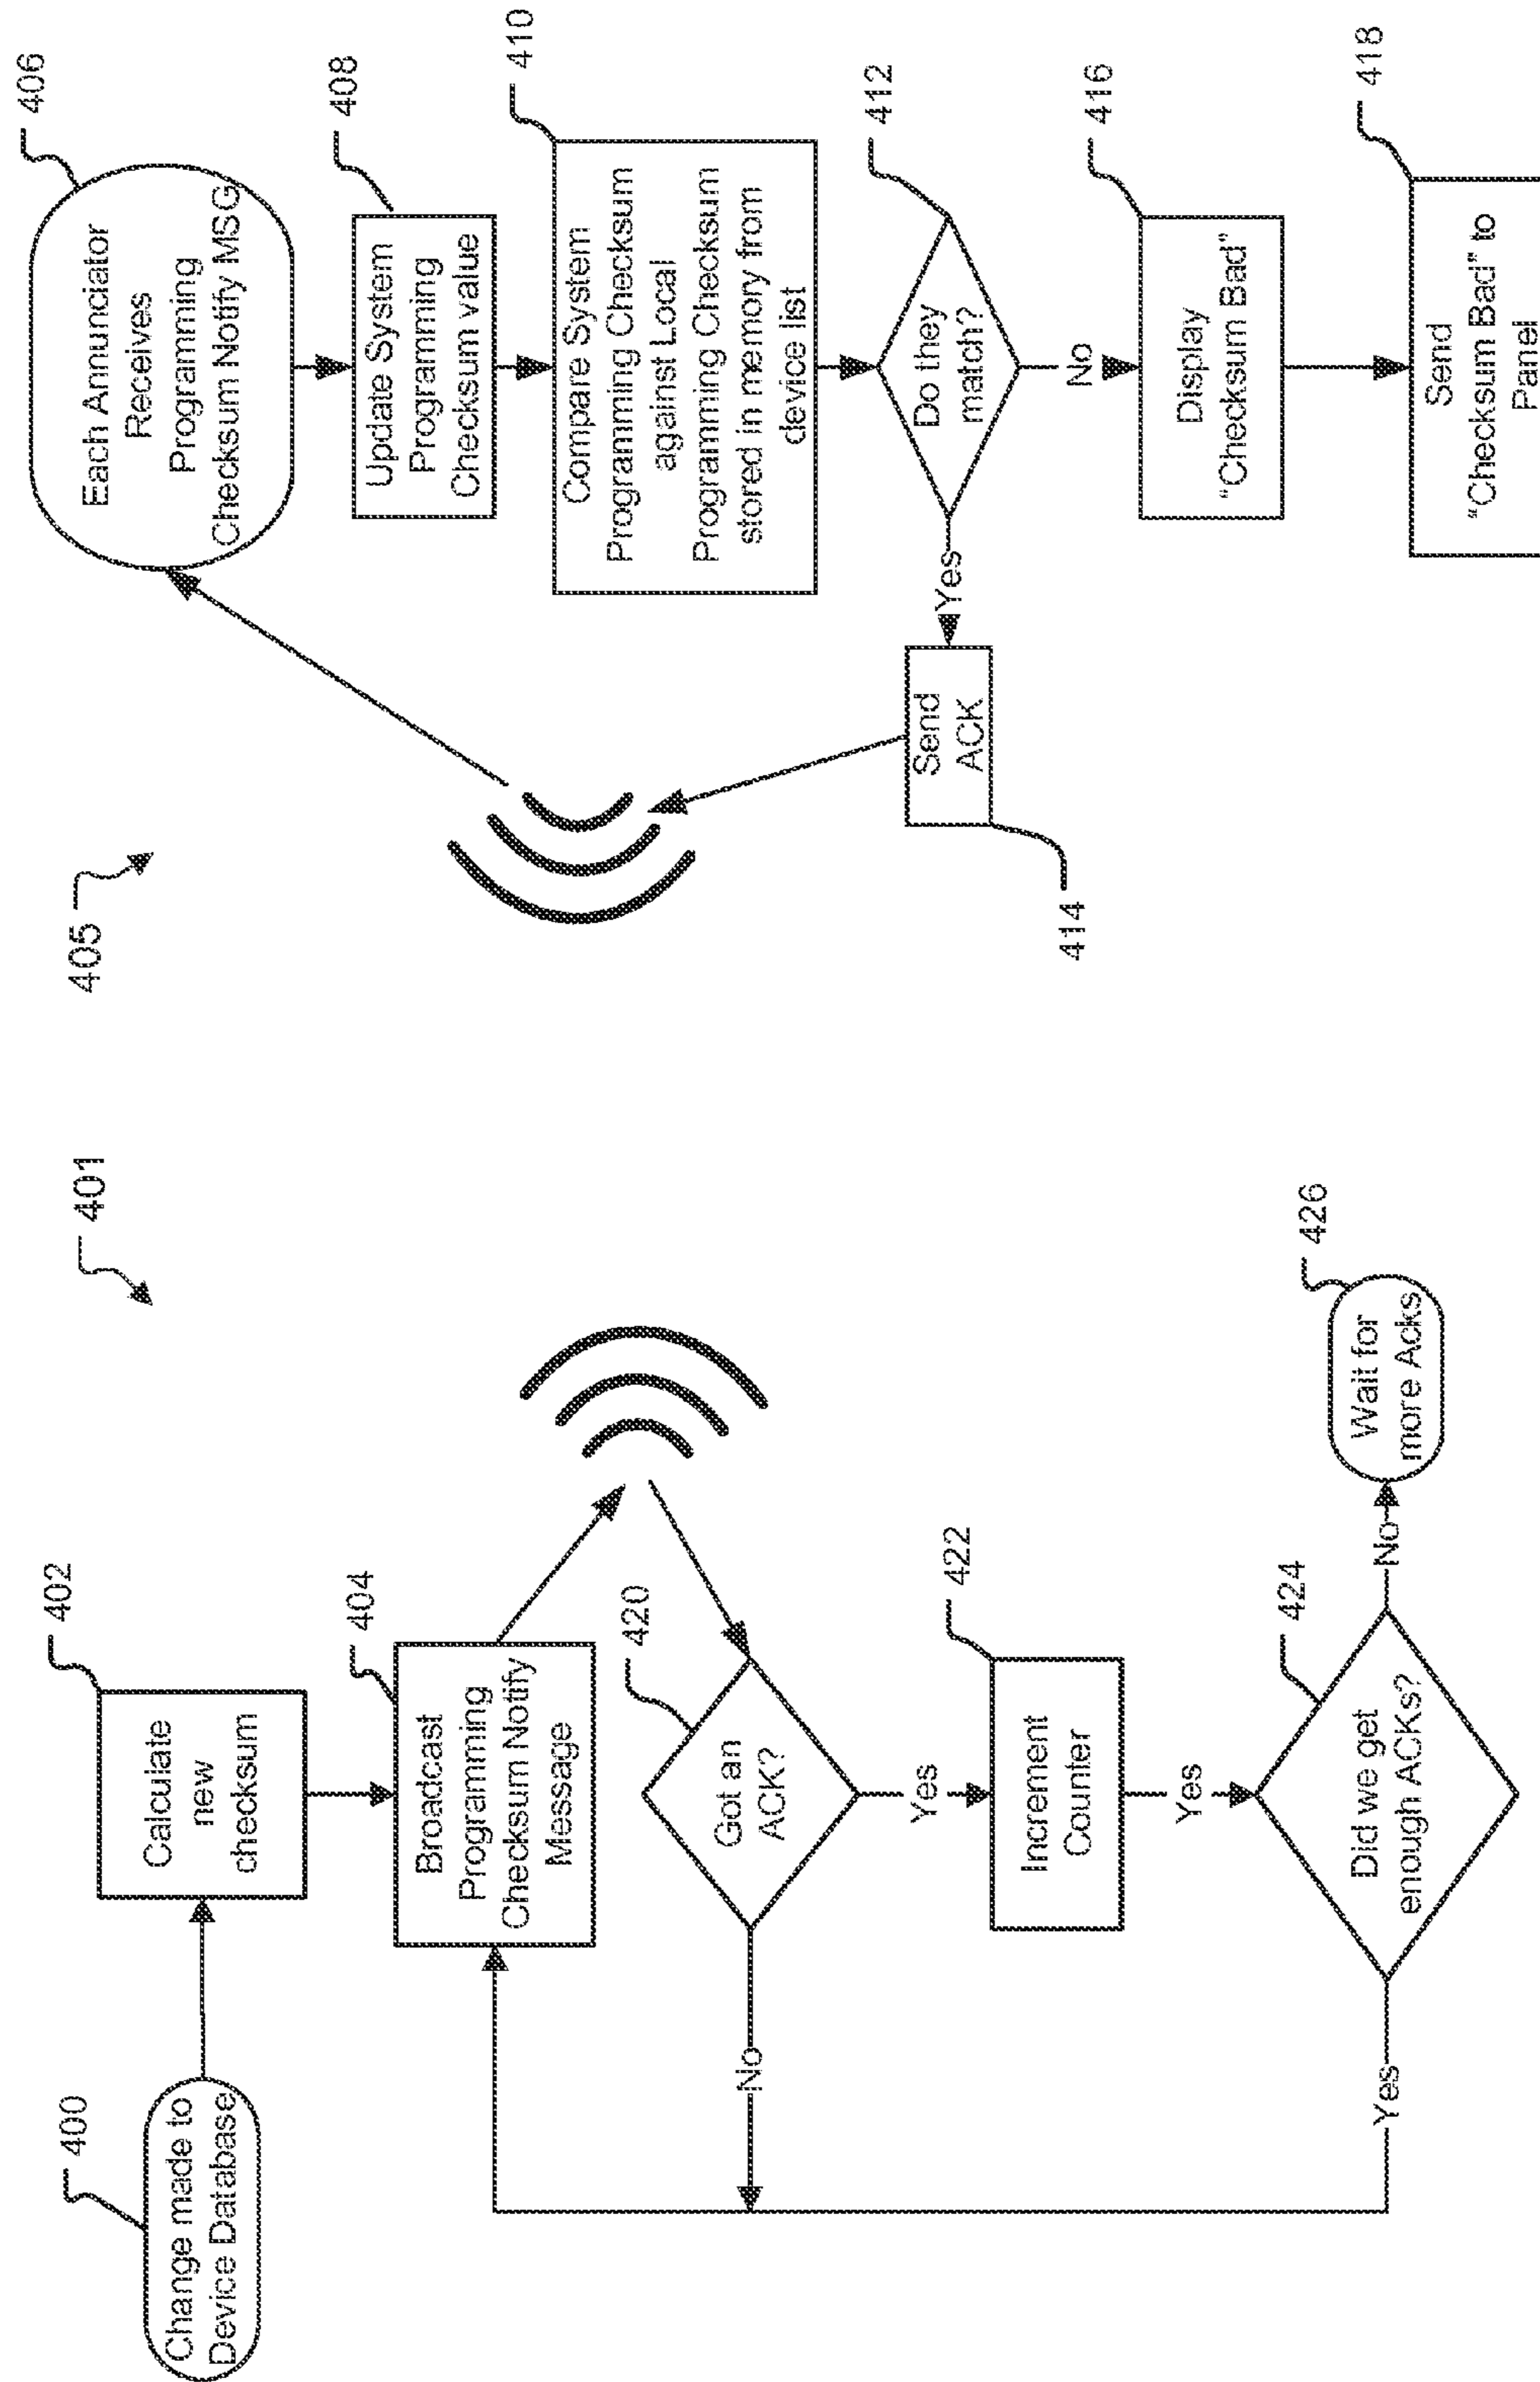 401
400
Change made to
Device Database
402
Calculate
new
checksum
404
Broadcast
Programming
Checksum Notify
Message
420
Got an
ACK?
No
Yes
422
Increment
Counter
Yes
424
Did we get
enough ACKs?
Yes
No
426
Wait for
more Acks
405
406
Each Annunciator
Receives
Programming
Checksum Notify MSG
408
Update System
Programming
Checksum value
410
Compare System
Programming Checksum
against Local
Programming Checksum
stored in memory from
device list
412
Do they
match?
Yes
Send
ACK
414
No
416
Display
“Checksum Bad”
418
Send
“Checksum Bad” to
Panel